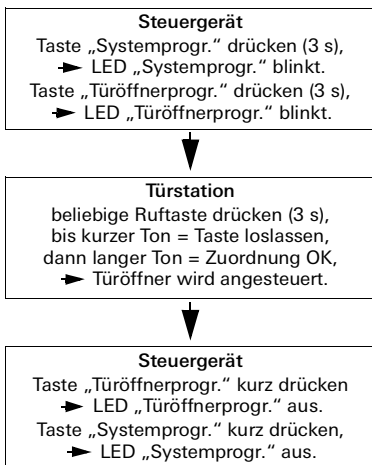 Steuergerät
Taste „Systemprogr.“ drücken (3 s),
➛ LED „Systemprogr.“ blinkt.
Taste „Türöffnerprogr.“ drücken (3 s),
➛ LED „Türöffnerprogr.“ blinkt.
Türstation
beliebige Ruftaste drücken (3 s),
bis kurzer Ton = Taste loslassen,
dann langer Ton = Zuordnung OK,
➛ Türöffner wird angesteuert.
Steuergerät
Taste „Türöffnerprogr.“ kurz drücken
➛ LED „Türöffnerprogr.“ aus.
Taste „Systemprogr.“ kurz drücken,
➛ LED „Systemprogr.“ aus.